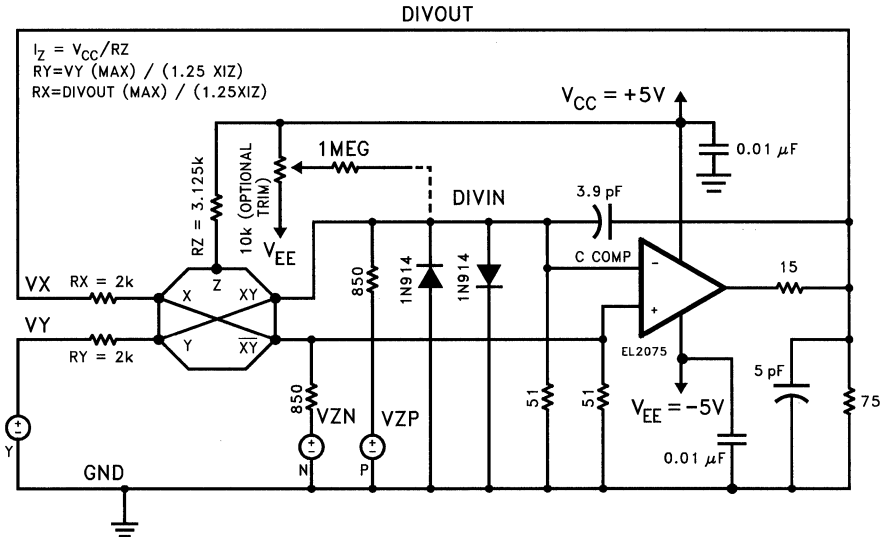 DIVOUT
I_Z = V_CC/RZ
RY=VY (MAX) / (1.25 XIZ)
RX=DIVOUT (MAX) / (1.25XIZ)
V_CC = +5V
0.01 μF
1MEG
RZ = 3.125k
10k (OPTIONAL TRIM)
V_EE
DIVIN
3.9 pF
C COMP
VX
RX = 2k
X
Z
XY
850
1N914
1N914
−
+
15
VY
RY = 2k
Y
X̅Y̅
EL2075
850
VZN
VZP
51
51
V_EE = -5V
5 pF
75
+
−
Y
+
−
N
+
−
P
0.01 μF
GND